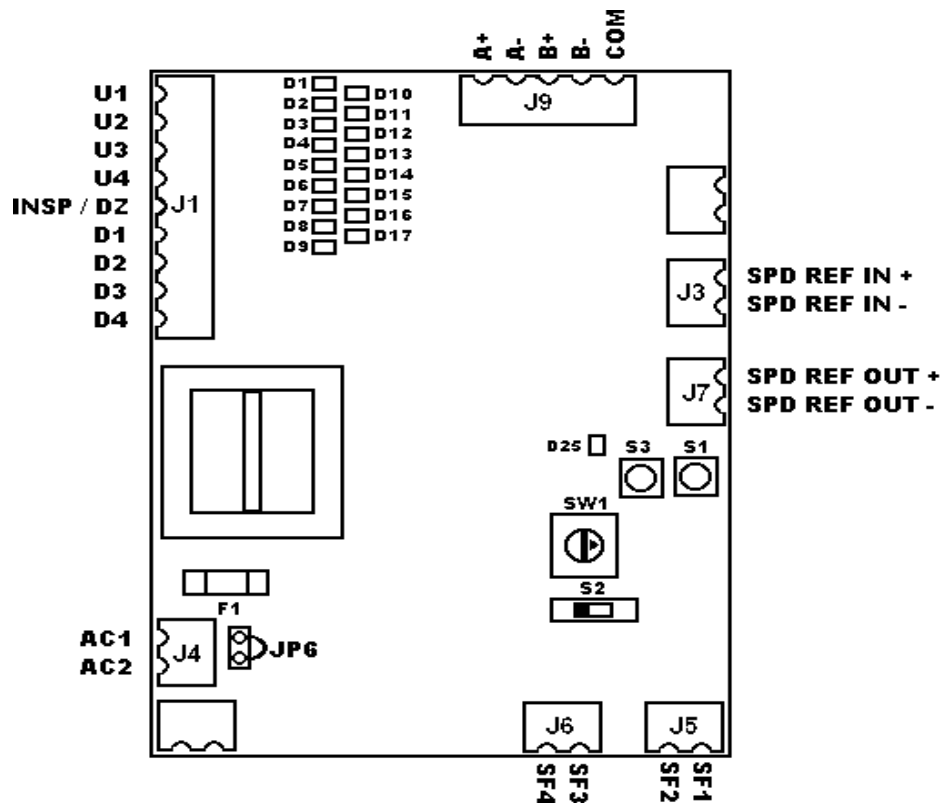 A+ A- B+ B- COM
J9
U1
U2
U3
U4
INSP / DZ
D1
D2
D3
D4
J1
D1
D2
D3
D4
D5
D6
D7
D8
D9
D10
D11
D12
D13
D14
D15
D16
D17
J3
SPD REF IN +
SPD REF IN -
J7
SPD REF OUT +
SPD REF OUT -
D25
S3
S1
SW1
S2
F1
AC1
AC2
J4
JP6
J6
J5
SF4
SF3
SF2
SF1